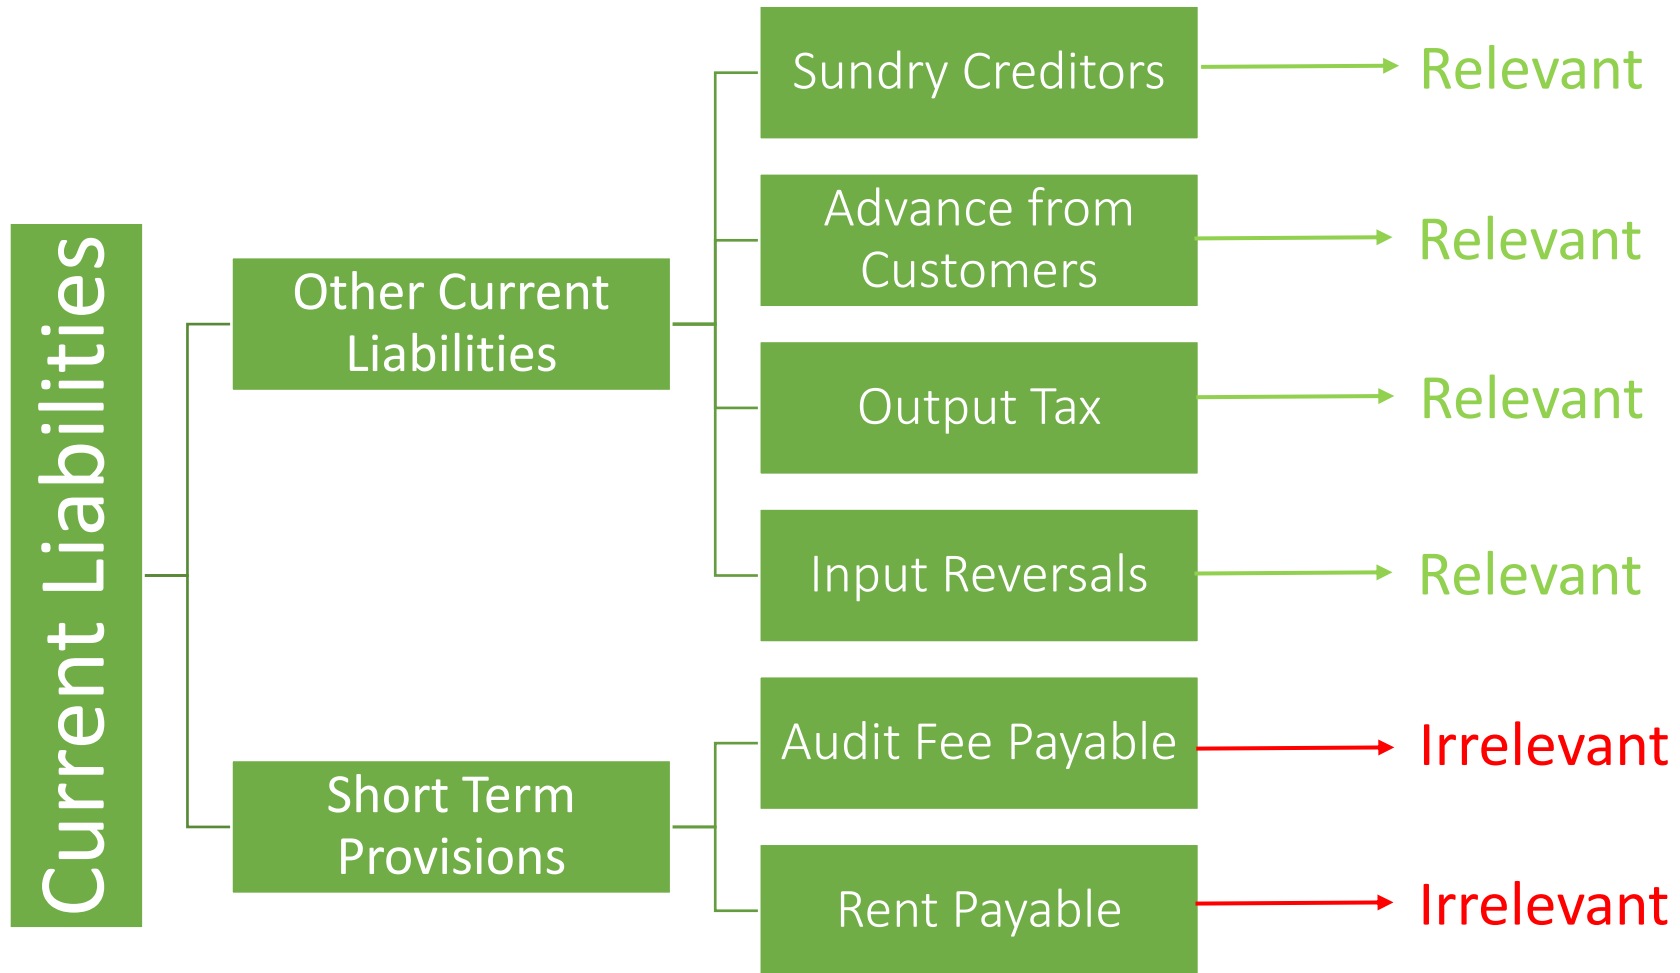 Current Liabilities
Other Current
Liabilities
Sundry Creditors
Relevant
Advance from
Customers
Relevant
Output Tax
Relevant
Input Reversals
Relevant
Short Term
Provisions
Audit Fee Payable
Irrelevant
Rent Payable
Irrelevant